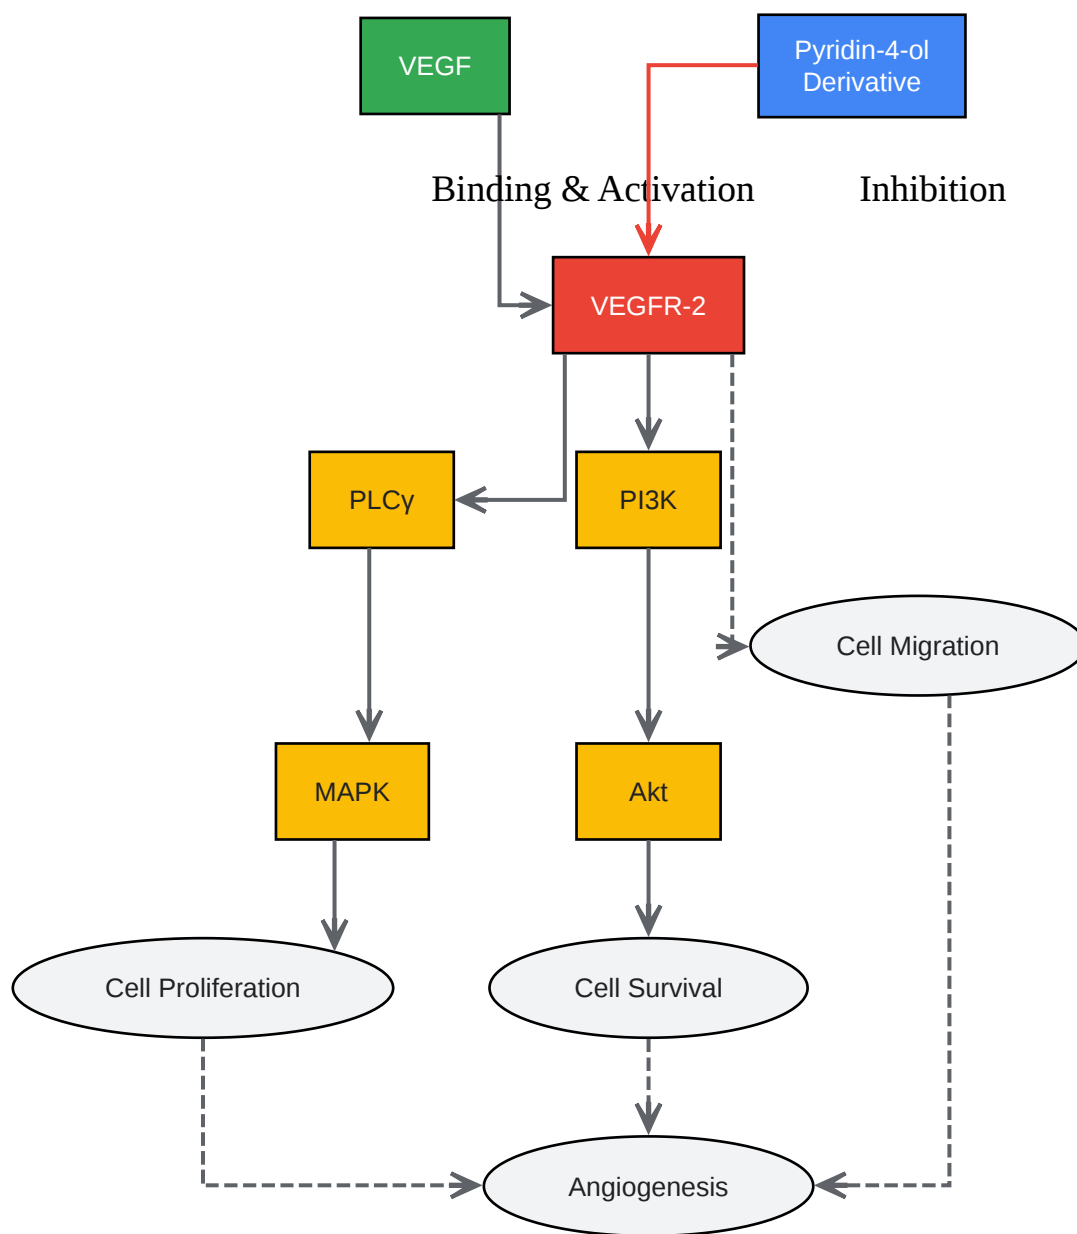 VEGF
Pyridin-4-ol
Derivative
Binding & Activation
Inhibition
VEGFR-2
PLCγ
PI3K
Cell Migration
MAPK
Akt
Cell Proliferation
Cell Survival
Angiogenesis